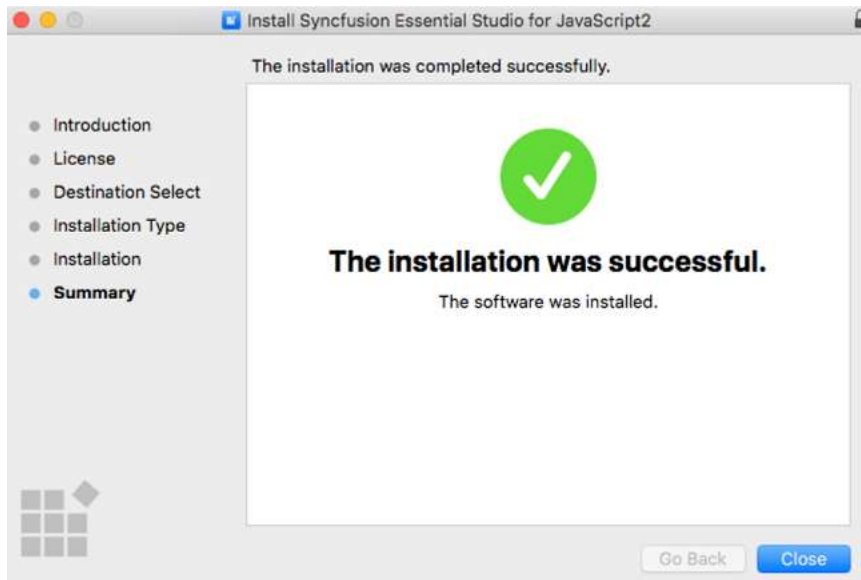 Install Syncfusion Essential Studio for JavaScript2
The installation was completed successfully.
Introduction
License
Destination Select
Installation Type
Installation
Summary
The installation was successful.
The software was installed.
Go Back
Close